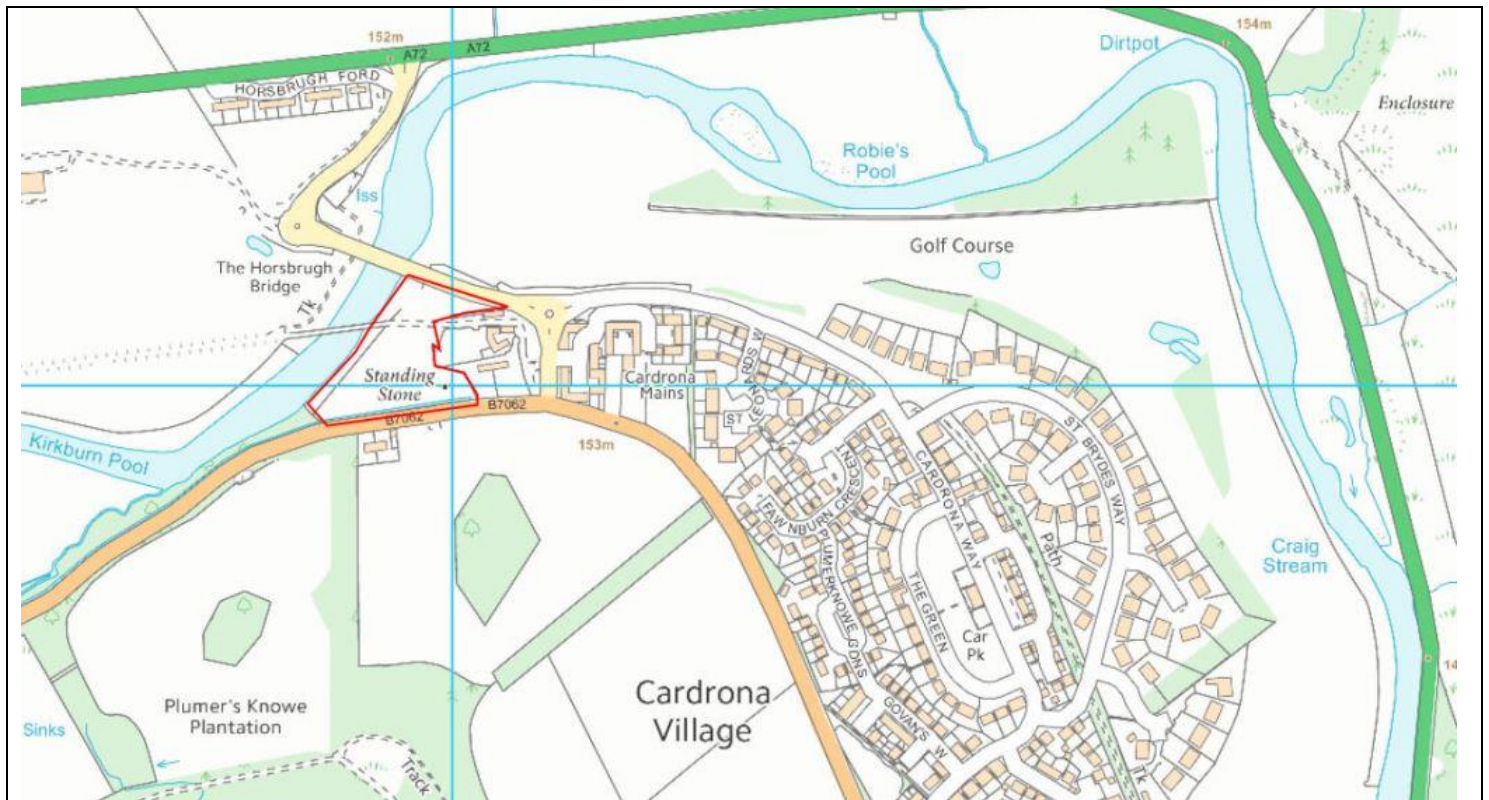 152m
A72
A72
154m
Dirtpot
HORSBRUGH FORD
Enclosure
Robie's
Pool
Iss
Golf Course
The Horsbrugh
Bridge
Tk
Standing
Stone
Cardrona
Mains
B7062
B7062
ST LEONARDS W
153m
Kirkburn Pool
CARDRONA WAY
ST BRYDES WAY
FAWNBURN CRESCENT
PLUMERKNOWE GDNS
Path
Craig
Stream
THE GREEN
Car
Pk
14
Cardrona
Village
Plumer's Knowe
Plantation
Sinks
GOVAN'S W
Track
Tk